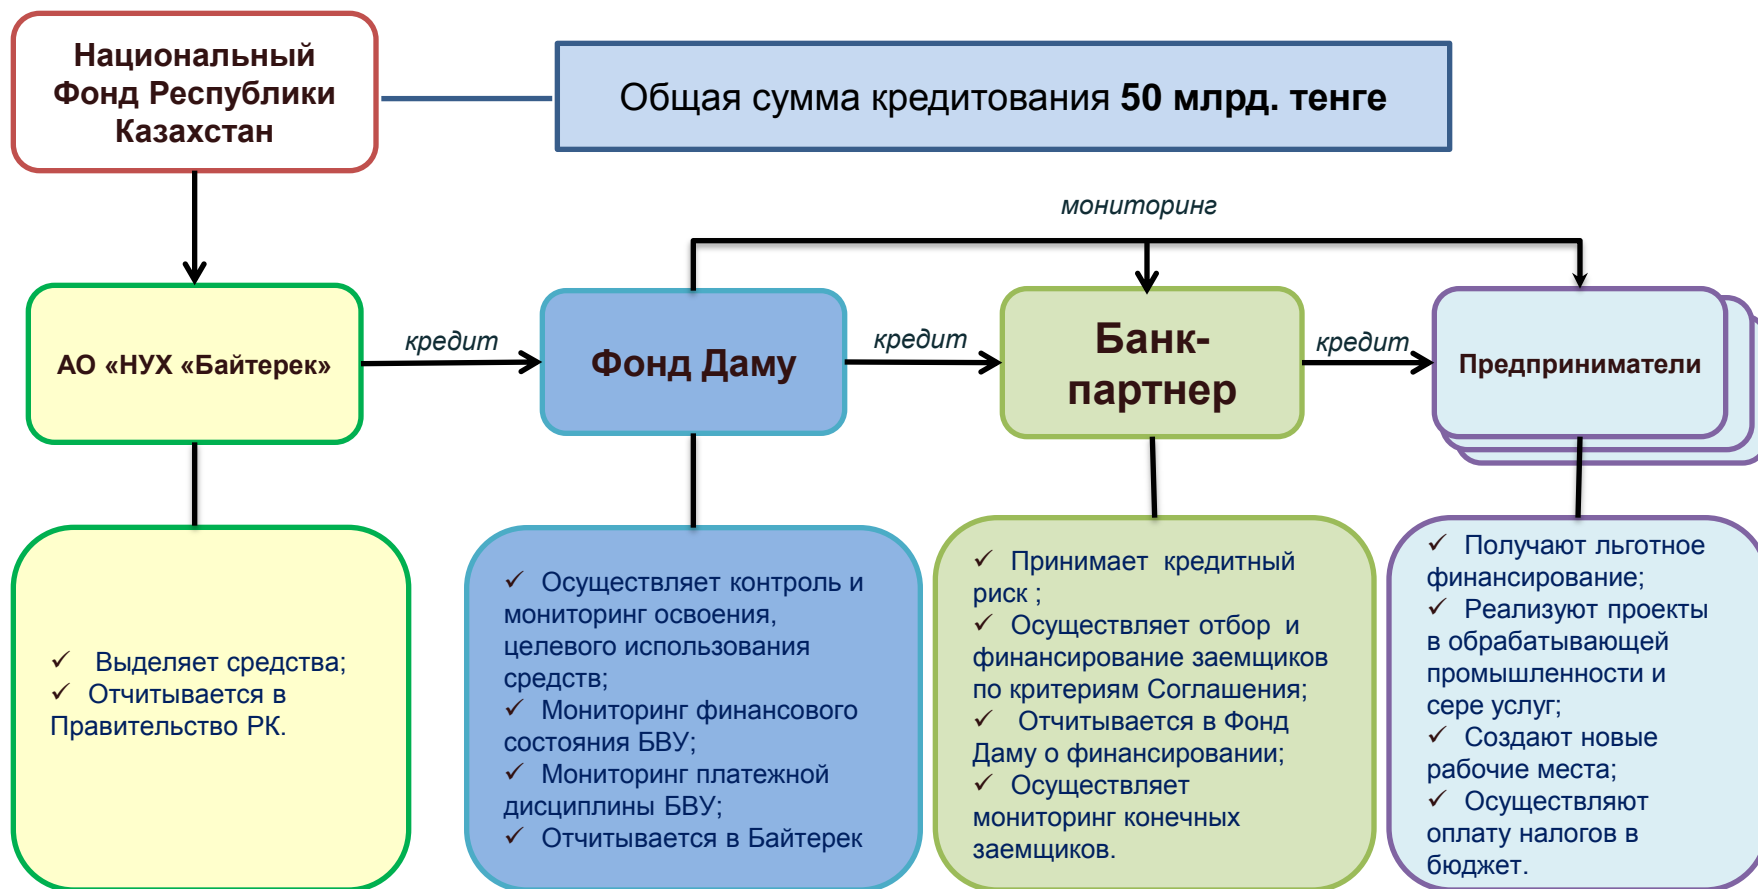 Национальный
Фонд Республики
Казахстан
Общая сумма кредитования 50 млрд. тенге
мониторинг
АО «НУХ «Байтерек»
кредит
Фонд Даму
кредит
Банк-
партнер
кредит
Предприниматели
✓ Выделяет средства;
✓ Отчитывается в
Правительство РК.
✓ Осуществляет контроль и
мониторинг освоения,
целевого использования
средств;
✓ Мониторинг финансового
состояния БВУ;
✓ Мониторинг платежной
дисциплины БВУ;
✓ Отчитывается в Байтерек
✓ Принимает кредитный
риск ;
✓ Осуществляет отбор и
финансирование заемщиков
по критериям Соглашения;
✓ Отчитывается в Фонд
Даму о финансировании;
✓ Осуществляет
мониторинг конечных
заемщиков.
✓ Получают льготное
финансирование;
✓ Реализуют проекты
в обрабатывающей
промышленности и
сере услуг;
✓ Создают новые
рабочие места;
✓ Осуществляют
оплату налогов в
бюджет.